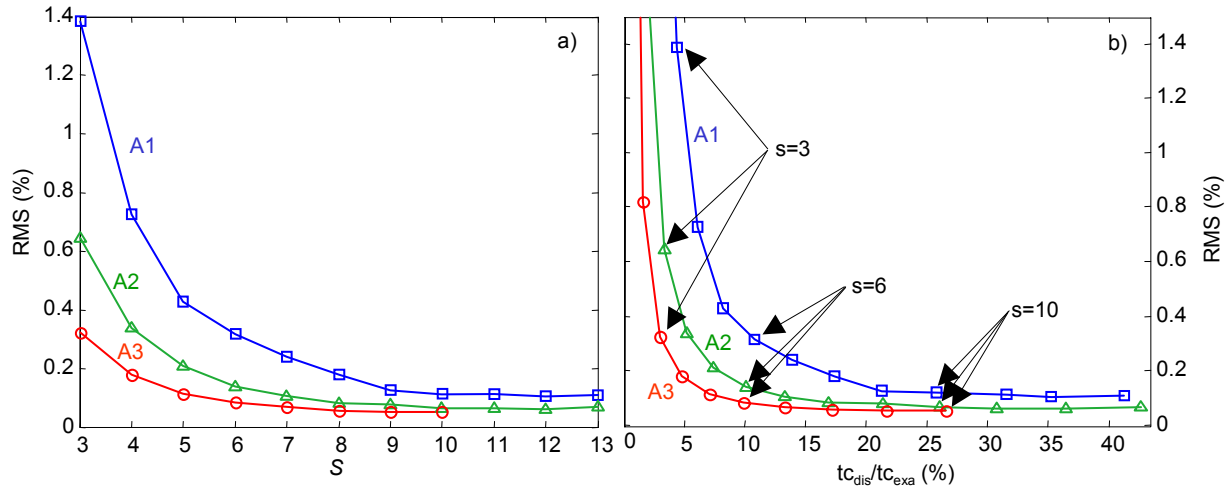 1.4
1.2
1
0.8
0.6
0.4
0.2
0
RMS (%)
a)
A1
A2
A3
3 4 5 6 7 8 9 10 11 12 13
S
b)
A1
A2
A3
s=3
s=6
s=10
0 5 10 15 20 25 30 35 40
tc_dis/tc_exa (%)
1.4
1.2
1
0.8
0.6
0.4
0.2
0
RMS (%)